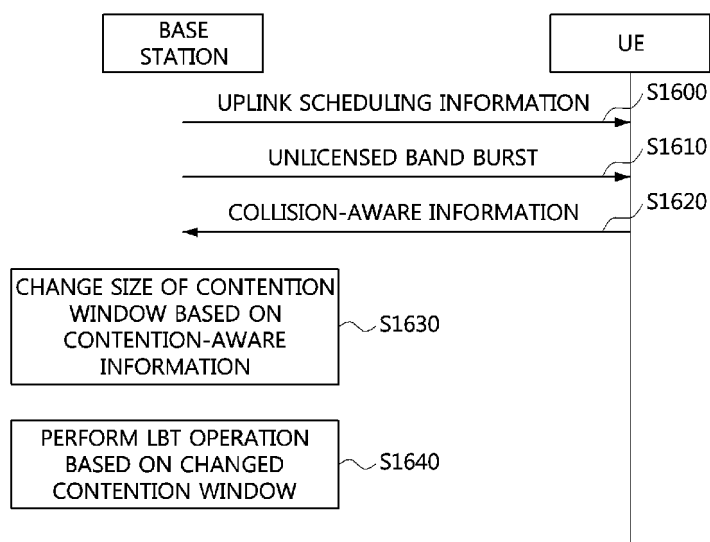 BASE
STATION
UE
UPLINK SCHEDULING INFORMATION
S1600
UNLICENSED BAND BURST
S1610
COLLISION-AWARE INFORMATION
S1620
CHANGE SIZE OF CONTENTION
WINDOW BASED ON
CONTENTION-AWARE
INFORMATION
S1630
PERFORM LBT OPERATION
BASED ON CHANGED
CONTENTION WINDOW
S1640